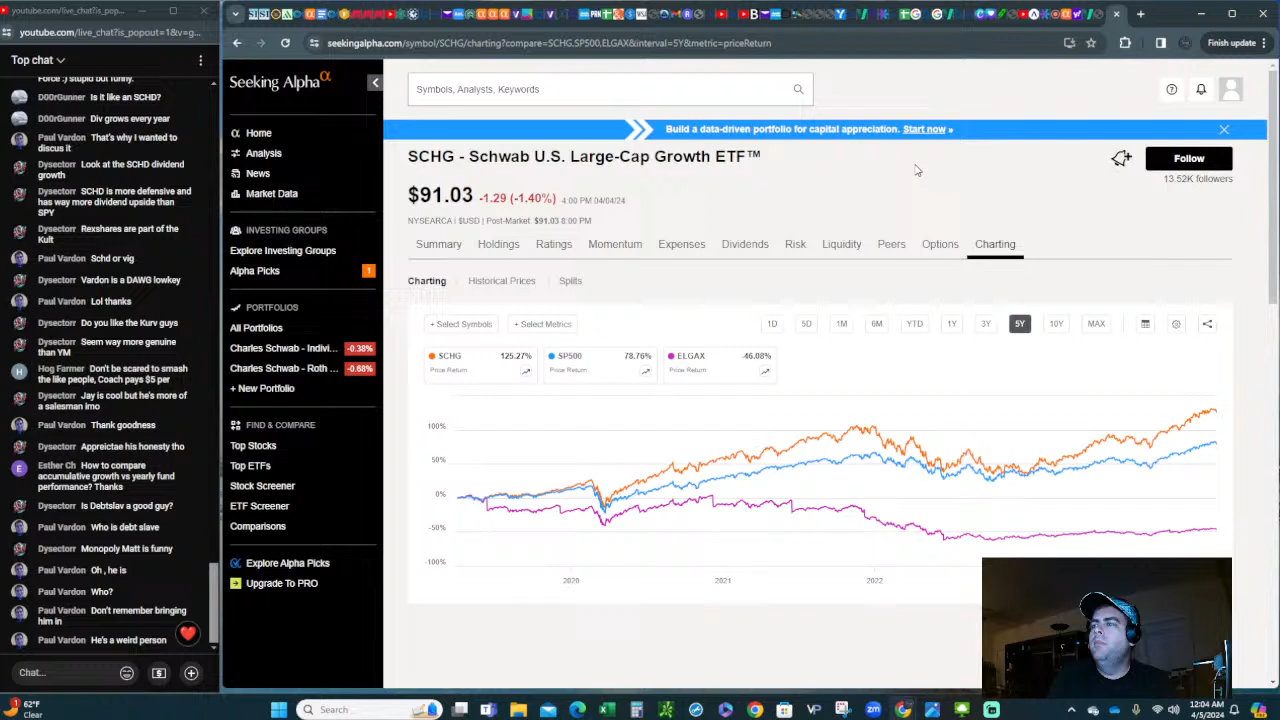 youtube.com/live_chat?is_popout=1&v=g...
Top chat
Force :) stupid but funny.
D00rGunner Is it like an SCHD?
D00rGunner Div grows every year
Paul Vardon That's why i wanted to
discus it
Dysectorr Look at the SCHD dividend
growth
Dysectorr SCHD is more defensive and
has way more dividend upside than
SPY
Dysectorr Rexshares are part of the
Kult
Paul Vardon Schd or vig
Dysectorr Vardon is a DAWG lowkey
Paul Vardon Lol thanks
Dysectorr Do you like the Kurv guys
Dysectorr Seem way more genuine
than YM
Hog Farmer Don't be scared to smash
the like people, Coach pays $5 per
Dysectorr Jay is cool but he's more of
a salesman imo
Paul Vardon Thank goodness
Dysectorr Appreictae his honesty tho
E Esther Ch How to compare
accumulative growth vs yearly fund
performance? Thanks
Dysectorr Is Debtslav a good guy?
Paul Vardon Who is debt slave
Dysectorr Monopoly Matt is funny
Paul Vardon Oh , he is
Paul Vardon Who?
Paul Vardon Don't remember bringing
him in
Paul Vardon He's a weird person
Chat...
seekingalpha.com/symbol/SCHG/charting?compare=SCHG,SP500,ELGAX&interval=5Y&metric=priceReturn
Finish update
Seeking Alpha α
Home
Analysis
News
Market Data
INVESTING GROUPS
Explore Investing Groups
Alpha Picks 1
PORTFOLIOS
All Portfolios
Charles Schwab - Indivi... -0.38%
Charles Schwab - Roth ... -0.68%
+ New Portfolio
FIND & COMPARE
Top Stocks
Top ETFs
Stock Screener
ETF Screener
Comparisons
Explore Alpha Picks
Upgrade To PRO
Symbols, Analysts, Keywords
Build a data-driven portfolio for capital appreciation. Start now »
SCHG - Schwab U.S. Large-Cap Growth ETF™
Follow
13.52K followers
$91.03 -1.29 (-1.40%) 4:00 PM 04/04/24
NYSEARCA | $USD | Post-Market $91.03 8:00 PM
Summary Holdings Ratings Momentum Expenses Dividends Risk Liquidity Peers Options Charting
Charting Historical Prices Splits
+ Select Symbols + Select Metrics 1D 5D 1M 6M YTD 1Y 3Y 5Y 10Y MAX
SCHG 125.27% SP500 78.76% ELGAX -46.08%
Price Return Price Return Price Return
100%
50%
0%
-50%
-100%
2020 2021 2022
62°F
Clear
Search
12:04 AM
4/5/2024